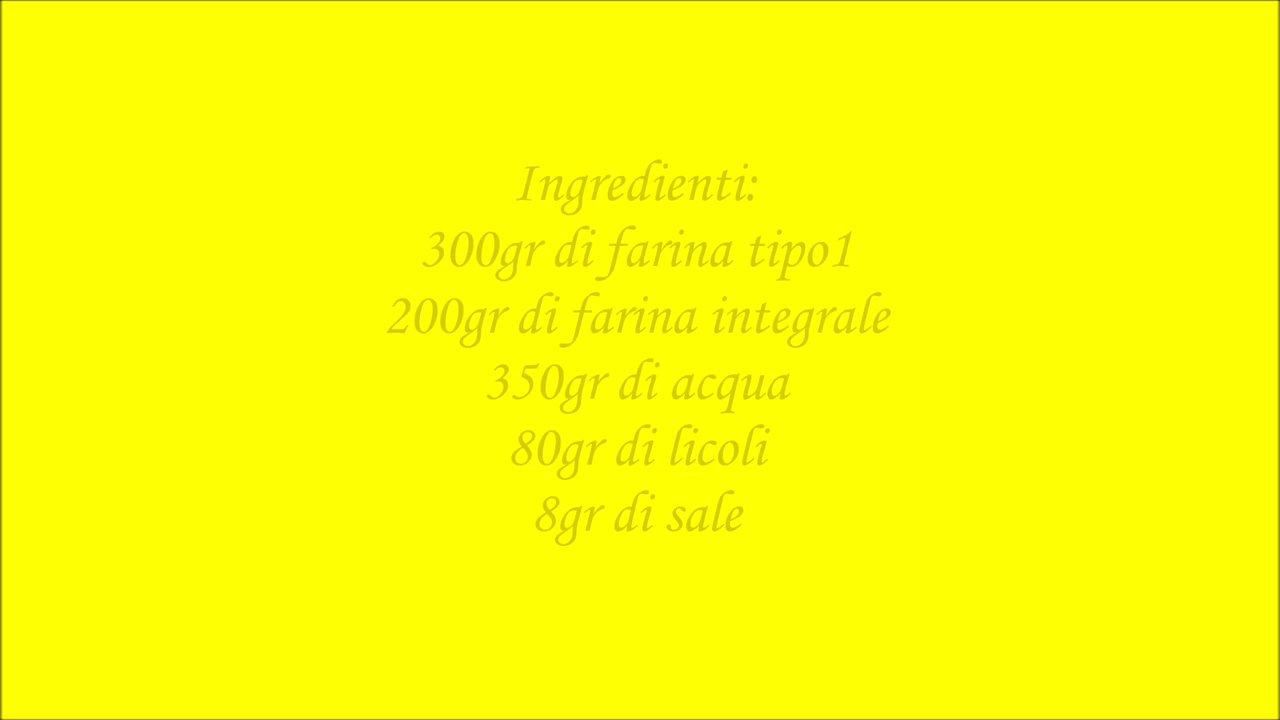 Ingredienti:
300gr di farina tipo1
200gr di farina integrale
350gr di acqua
80gr di licoli
8gr di sale